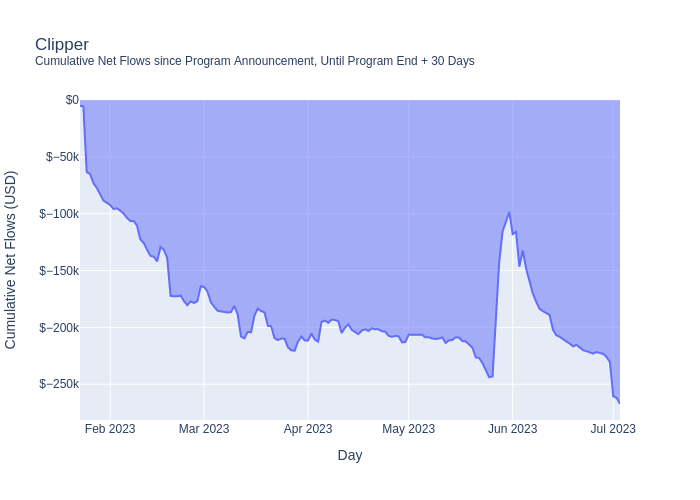 Clipper
Cumulative Net Flows since Program Announcement, Until Program End + 30 Days
Cumulative Net Flows (USD)
$0
$−50k
$−100k
$−150k
$−200k
$−250k
Feb 2023
Mar 2023
Apr 2023
May 2023
Jun 2023
Jul 2023
Day